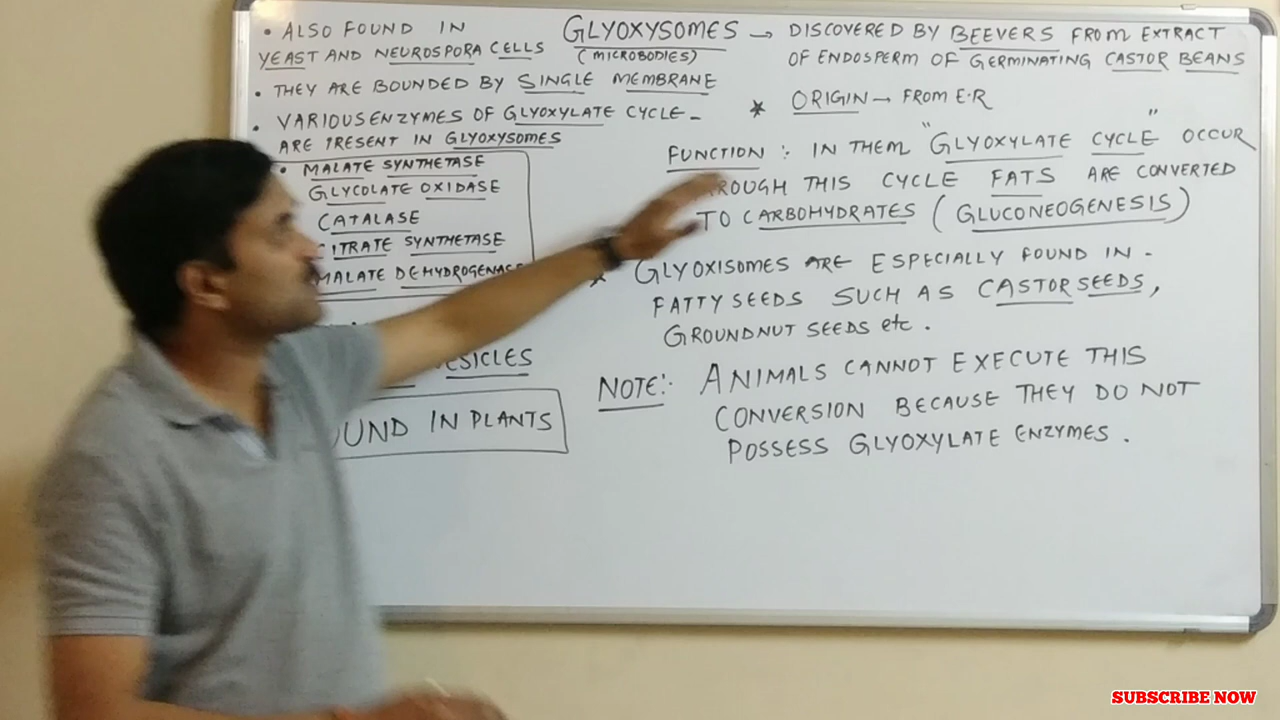 GLYOXYSOMES → DISCOVERED BY BEEVERS FROM EXTRACT
(MICROBODIES)
OF ENDOSPERM OF GERMINATING CASTOR BEANS
• ALSO FOUND IN
YEAST AND NEUROSPORA CELLS
• THEY ARE BOUNDED BY SINGLE MEMBRANE
• VARIOUS ENZYMES OF GLYOXYLATE CYCLE -
ARE PRESENT IN GLYOXYSOMES
• MALATE SYNTHETASE
GLYCOLATE OXIDASE
CATALASE
CITRATE SYNTHETASE
MALATE DEHYDROGENASE
VESICLES
IN PLANTS
* ORIGIN → FROM E·R
FUNCTION : IN THEM "GLYOXYLATE CYCLE" OCCUR
THIS CYCLE FATS ARE CONVERTED
TO CARBOHYDRATES (GLUCONEOGENESIS)
* GLYOXISOMES ARE ESPECIALLY FOUND IN -
FATTY SEEDS SUCH AS CASTOR SEEDS,
GROUNDNUT SEEDS etc.
NOTE:- ANIMALS CANNOT EXECUTE THIS
CONVERSION BECAUSE THEY DO NOT
POSSESS GLYOXYLATE ENZYMES.
SUBSCRIBE NOW